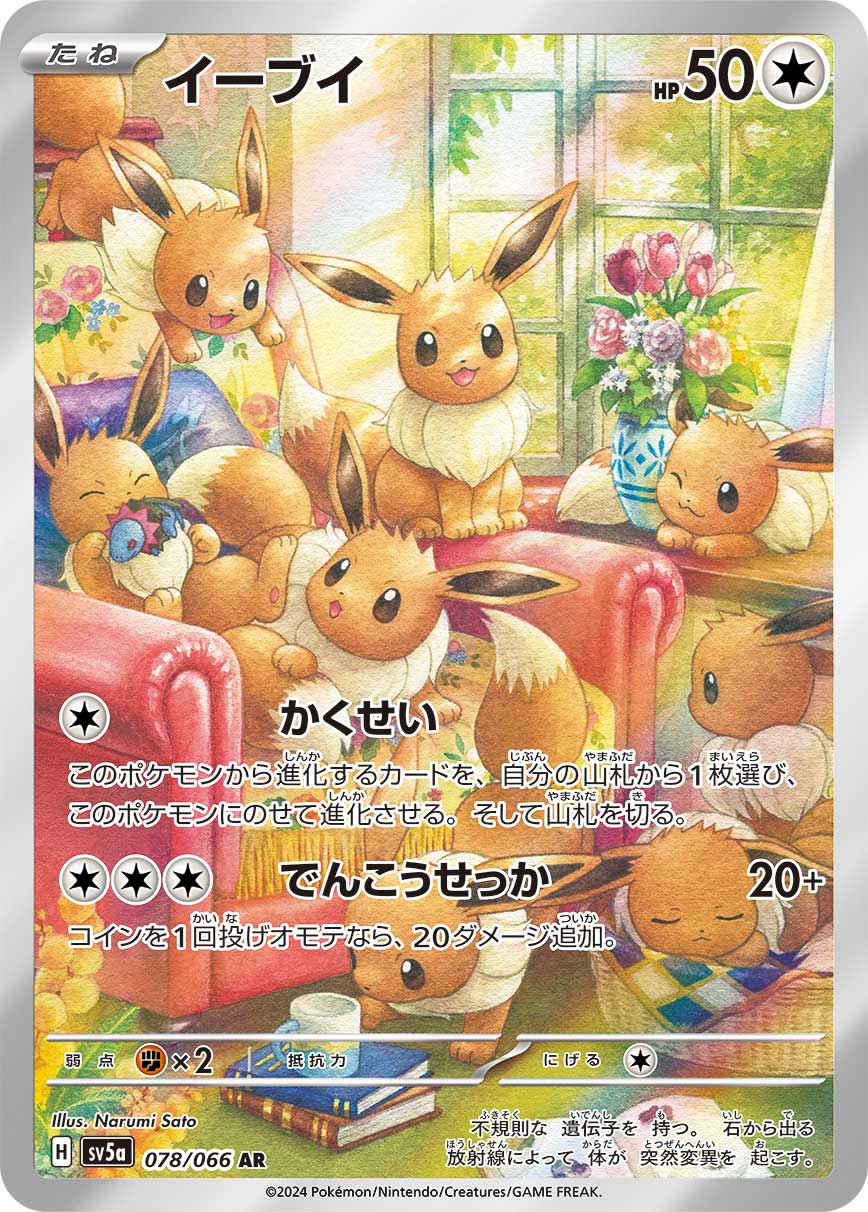 たね
イーブイ
HP 50
かくせい
このポケモンから進化するカードを、自分の山札から1枚選び、
このポケモンにのせて進化させる。そして山札を切る。
でんこうせっか 20+
コインを1回投げオモテなら、20ダメージ追加。
弱点 ×2 抵抗力 にげる
Illus. Narumi Sato
不規則な 遺伝子を 持つ。 石から出る
放射線によって 体が 突然変異を 起こす。
H sv5a 078/066 AR
©2024 Pokémon/Nintendo/Creatures/GAME FREAK.